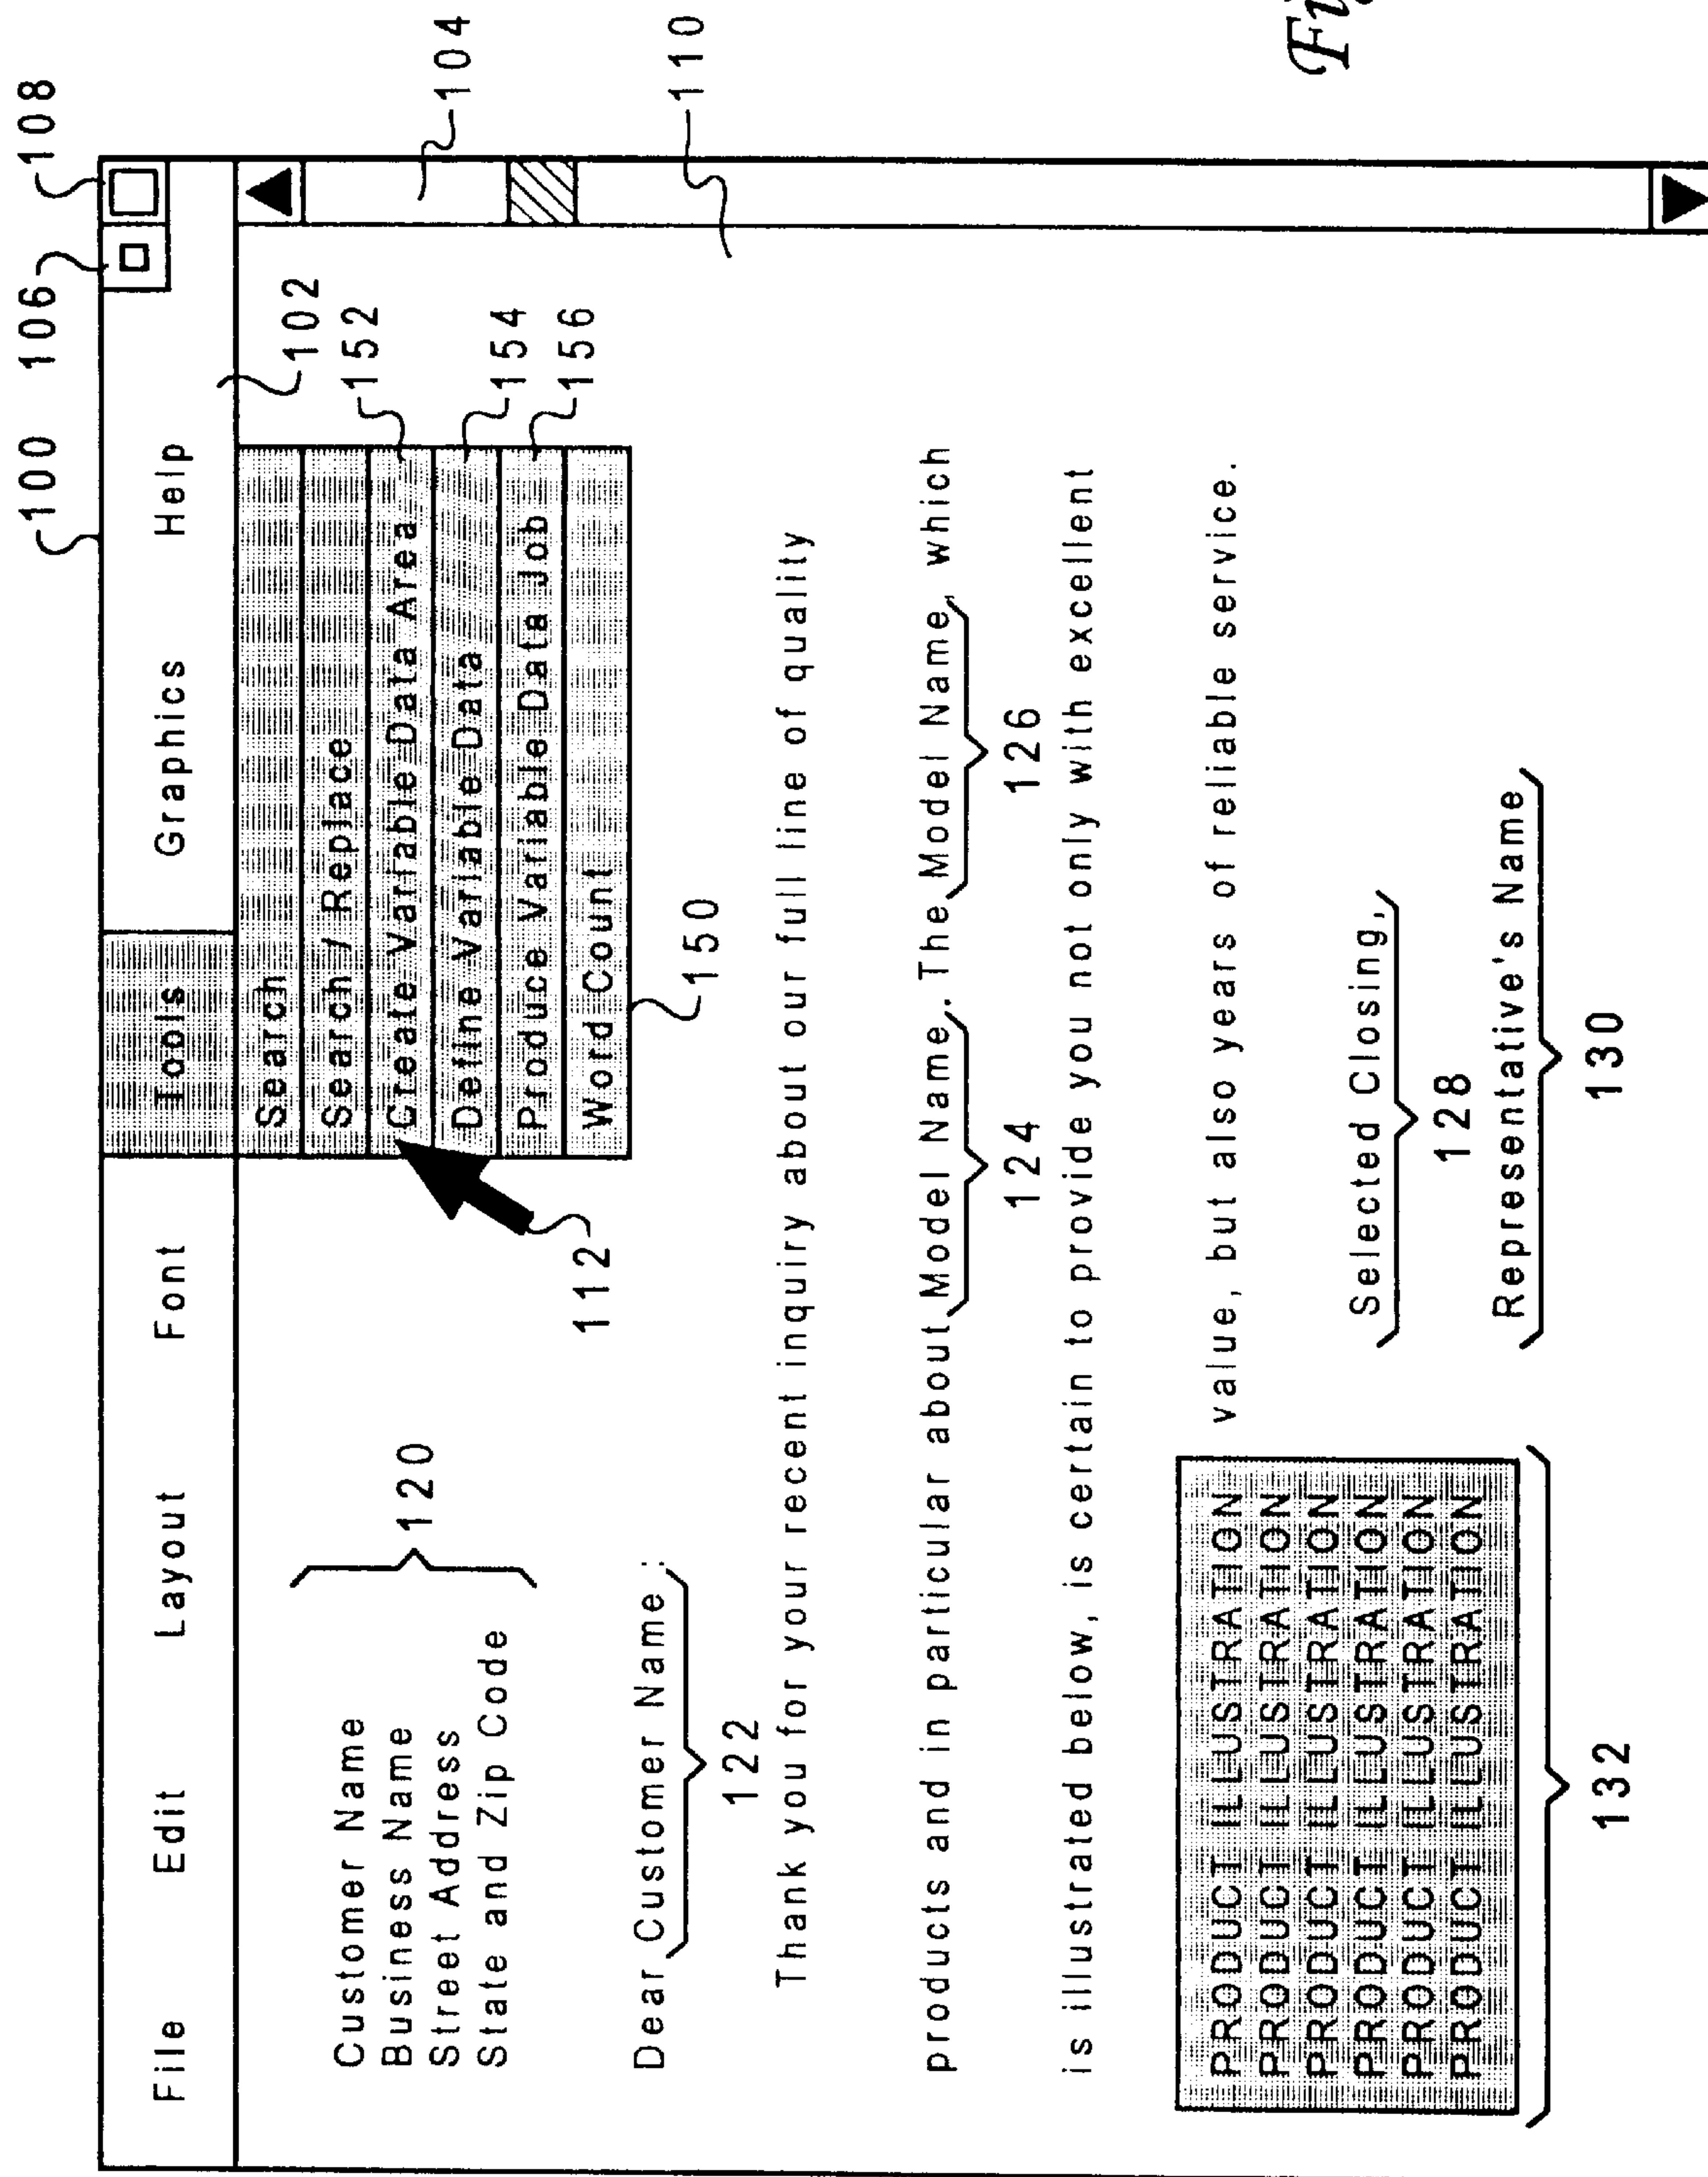 100 106 108
File Edit Layout Font Tools Graphics Help
102
104
Search
Search / Replace
Create Variable Data Area 152
Define Variable Data 154
Produce Variable Data Job 156
Word Count
150
112
110
Customer Name
Business Name
Street Address
State and Zip Code
120
Dear Customer Name :
122
Thank you for your recent inquiry about our full line of quality
products and in particular about Model Name. The Model Name, which
124 126
is illustrated below, is certain to provide you not only with excellent
value, but also years of reliable service.
PRODUCT ILLUSTRATION
PRODUCT ILLUSTRATION
PRODUCT ILLUSTRATION
PRODUCT ILLUSTRATION
PRODUCT ILLUSTRATION
PRODUCT ILLUSTRATION
132
Selected Closing,
128
Representative's Name
130